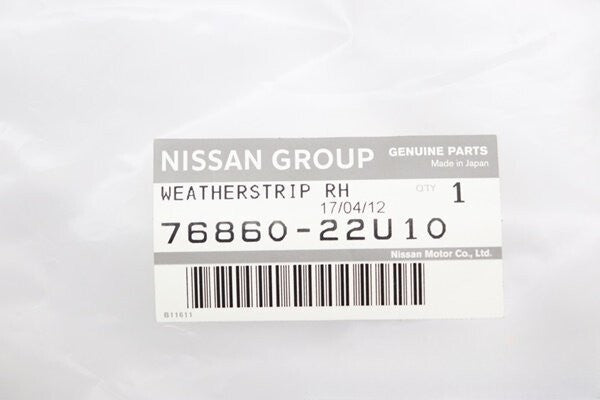 NISSAN GROUP GENUINE PARTS
Made in Japan
WEATHERSTRIP RH QTY 1
17/04/12
76860-22U10
Nissan Motor Co., Ltd.
B11611